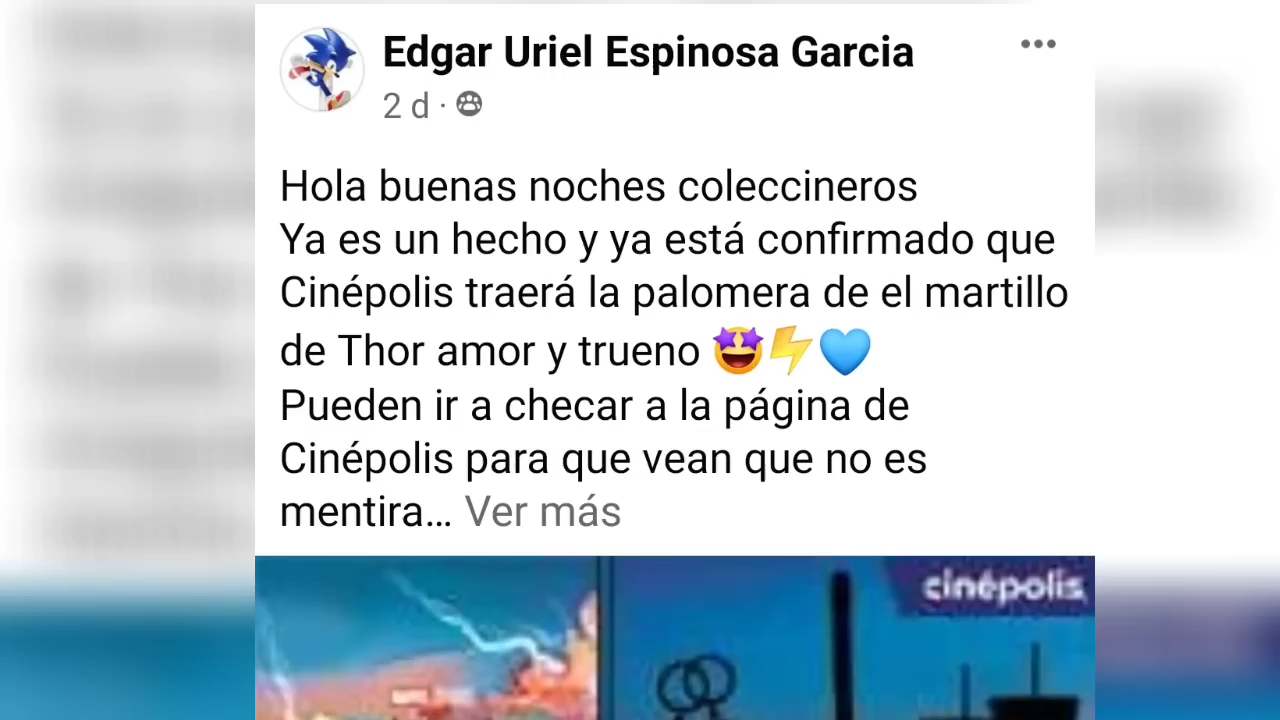 Edgar Uriel Espinosa Garcia
2 d ·
Hola buenas noches coleccineros
Ya es un hecho y ya está confirmado que
Cinépolis traerá la palomera de el martillo
de Thor amor y trueno 🤩⚡💙
Pueden ir a checar a la página de
Cinépolis para que vean que no es
mentira... Ver más
cinépolis.